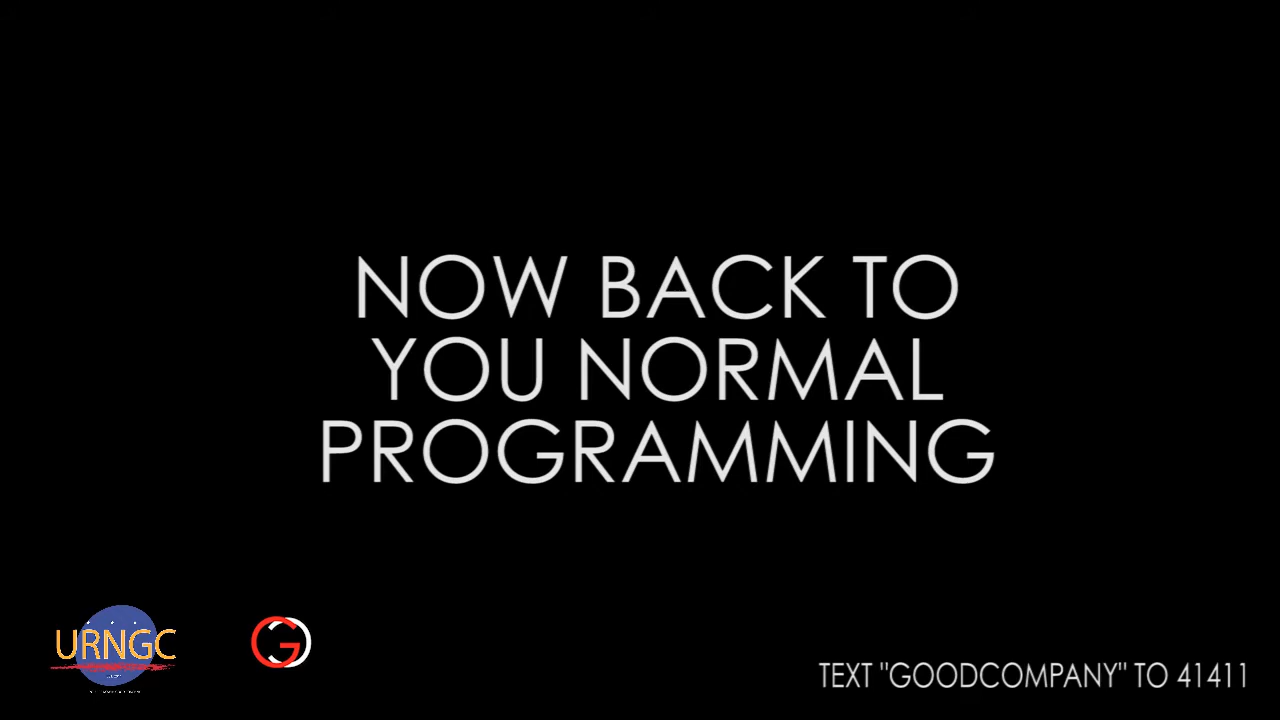 NOW BACK TO
YOU NORMAL
PROGRAMMING
URNGC
TEXT "GOODCOMPANY" TO 41411